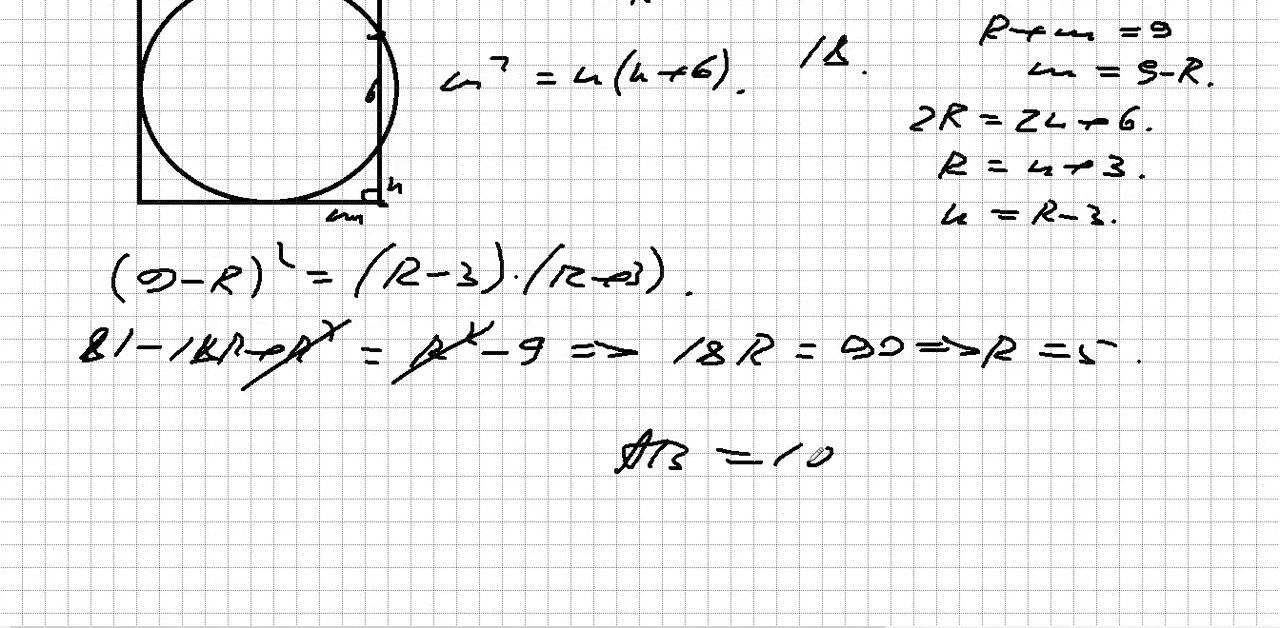 R+m = 9
m² = n(n+6). 18.
m = 9-R.
6
2R = 2n+6.
R = n+3.
n
n = R-3.
m
(9-R)² = (R-3)·(R+3).
81-18R+R² = R²-9 => 18R = 90 => R = 5.
AB = 10